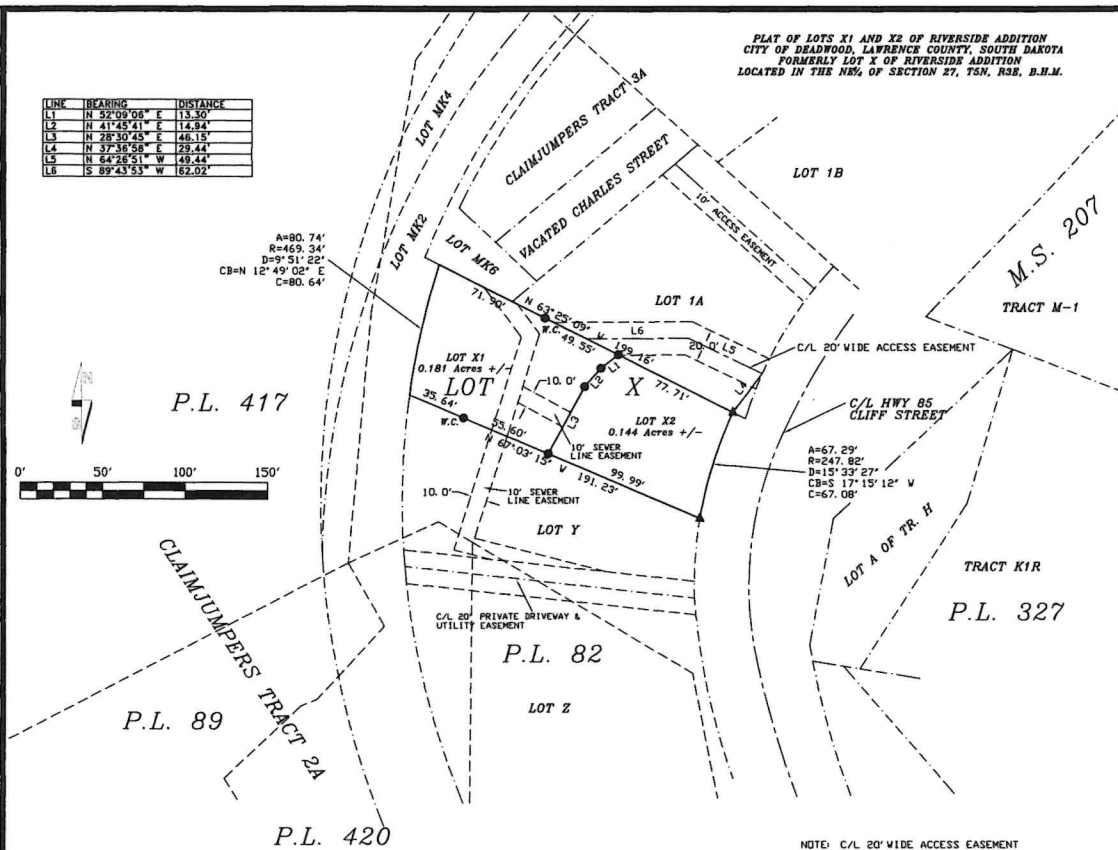 PLAT OF LOTS X1 AND X2 OF RIVERSIDE ADDITION
CITY OF DEADWOOD, LAWRENCE COUNTY, SOUTH DAKOTA
FORMERLY LOT X OF RIVERSIDE ADDITION
LOCATED IN THE NE¼ OF SECTION 27, T5N, R3E, B.H.M.
LINE BEARING DISTANCE
L1 N 52°09'06" E 13.30'
L2 N 41°45'41" E 14.94'
L3 N 28°30'45" E 46.15'
L4 N 37°36'58" E 29.44'
L5 N 64°26'51" W 49.44'
L6 S 89°43'53" W 62.02'
LOT MK4
CLAIMJUMPERS TRACT 3A
VACATED CHARLES STREET
LOT 1B
10' ACCESS EASEMENT
M.S. 207
TRACT M-1
LOT MK2
LOT MK6
A=80.74'
R=469.34'
D=9°51'22"
CB=N 12°49'02" E
C=80.64'
LOT 1A
71.90'
N 63°25'09" W
199.16'
W.C.
49.55'
77.71'
L6
20.0'
L5
L4
C/L 20' WIDE ACCESS EASEMENT
LOT X1
0.181 Acres +/-
LOT X
L1
L2
L3
10.0'
LOT X2
0.144 Acres +/-
10' SEWER
LINE EASEMENT
P.L. 417
35.64'
W.C.
55.60'
N 67°03'15" W
191.23'
99.99'
C/L HWY 85
CLIFF STREET
A=67.29'
R=247.82'
D=15°33'27"
CB=S 17°15'12" W
C=67.08'
0' 50' 100' 150'
10.0'
10' SEWER
LINE EASEMENT
LOT Y
LOT A OF TR. H
TRACT K1R
P.L. 327
CLAIMJUMPERS TRACT 2A
C/L 20' PRIVATE DRIVEWAY &
UTILITY EASEMENT
P.L. 82
LOT Z
P.L. 89
P.L. 420
NOTE: C/L 20' WIDE ACCESS EASEMENT